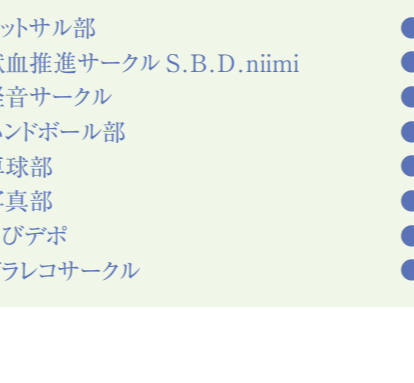 ットサル部
血推進サークル S.B.D.niimi
音サークル
ンドボール部
球部
真部
びデポ
ラレコサークル